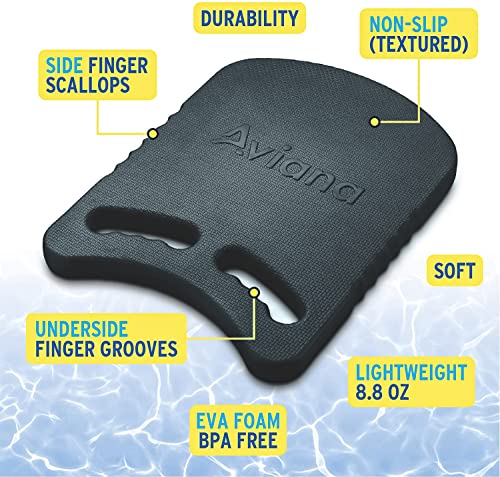 DURABILITY
NON-SLIP
(TEXTURED)
SIDE FINGER
SCALLOPS
Aviana
SOFT
UNDERSIDE
FINGER GROOVES
LIGHTWEIGHT
8.8 OZ
EVA FOAM
BPA FREE